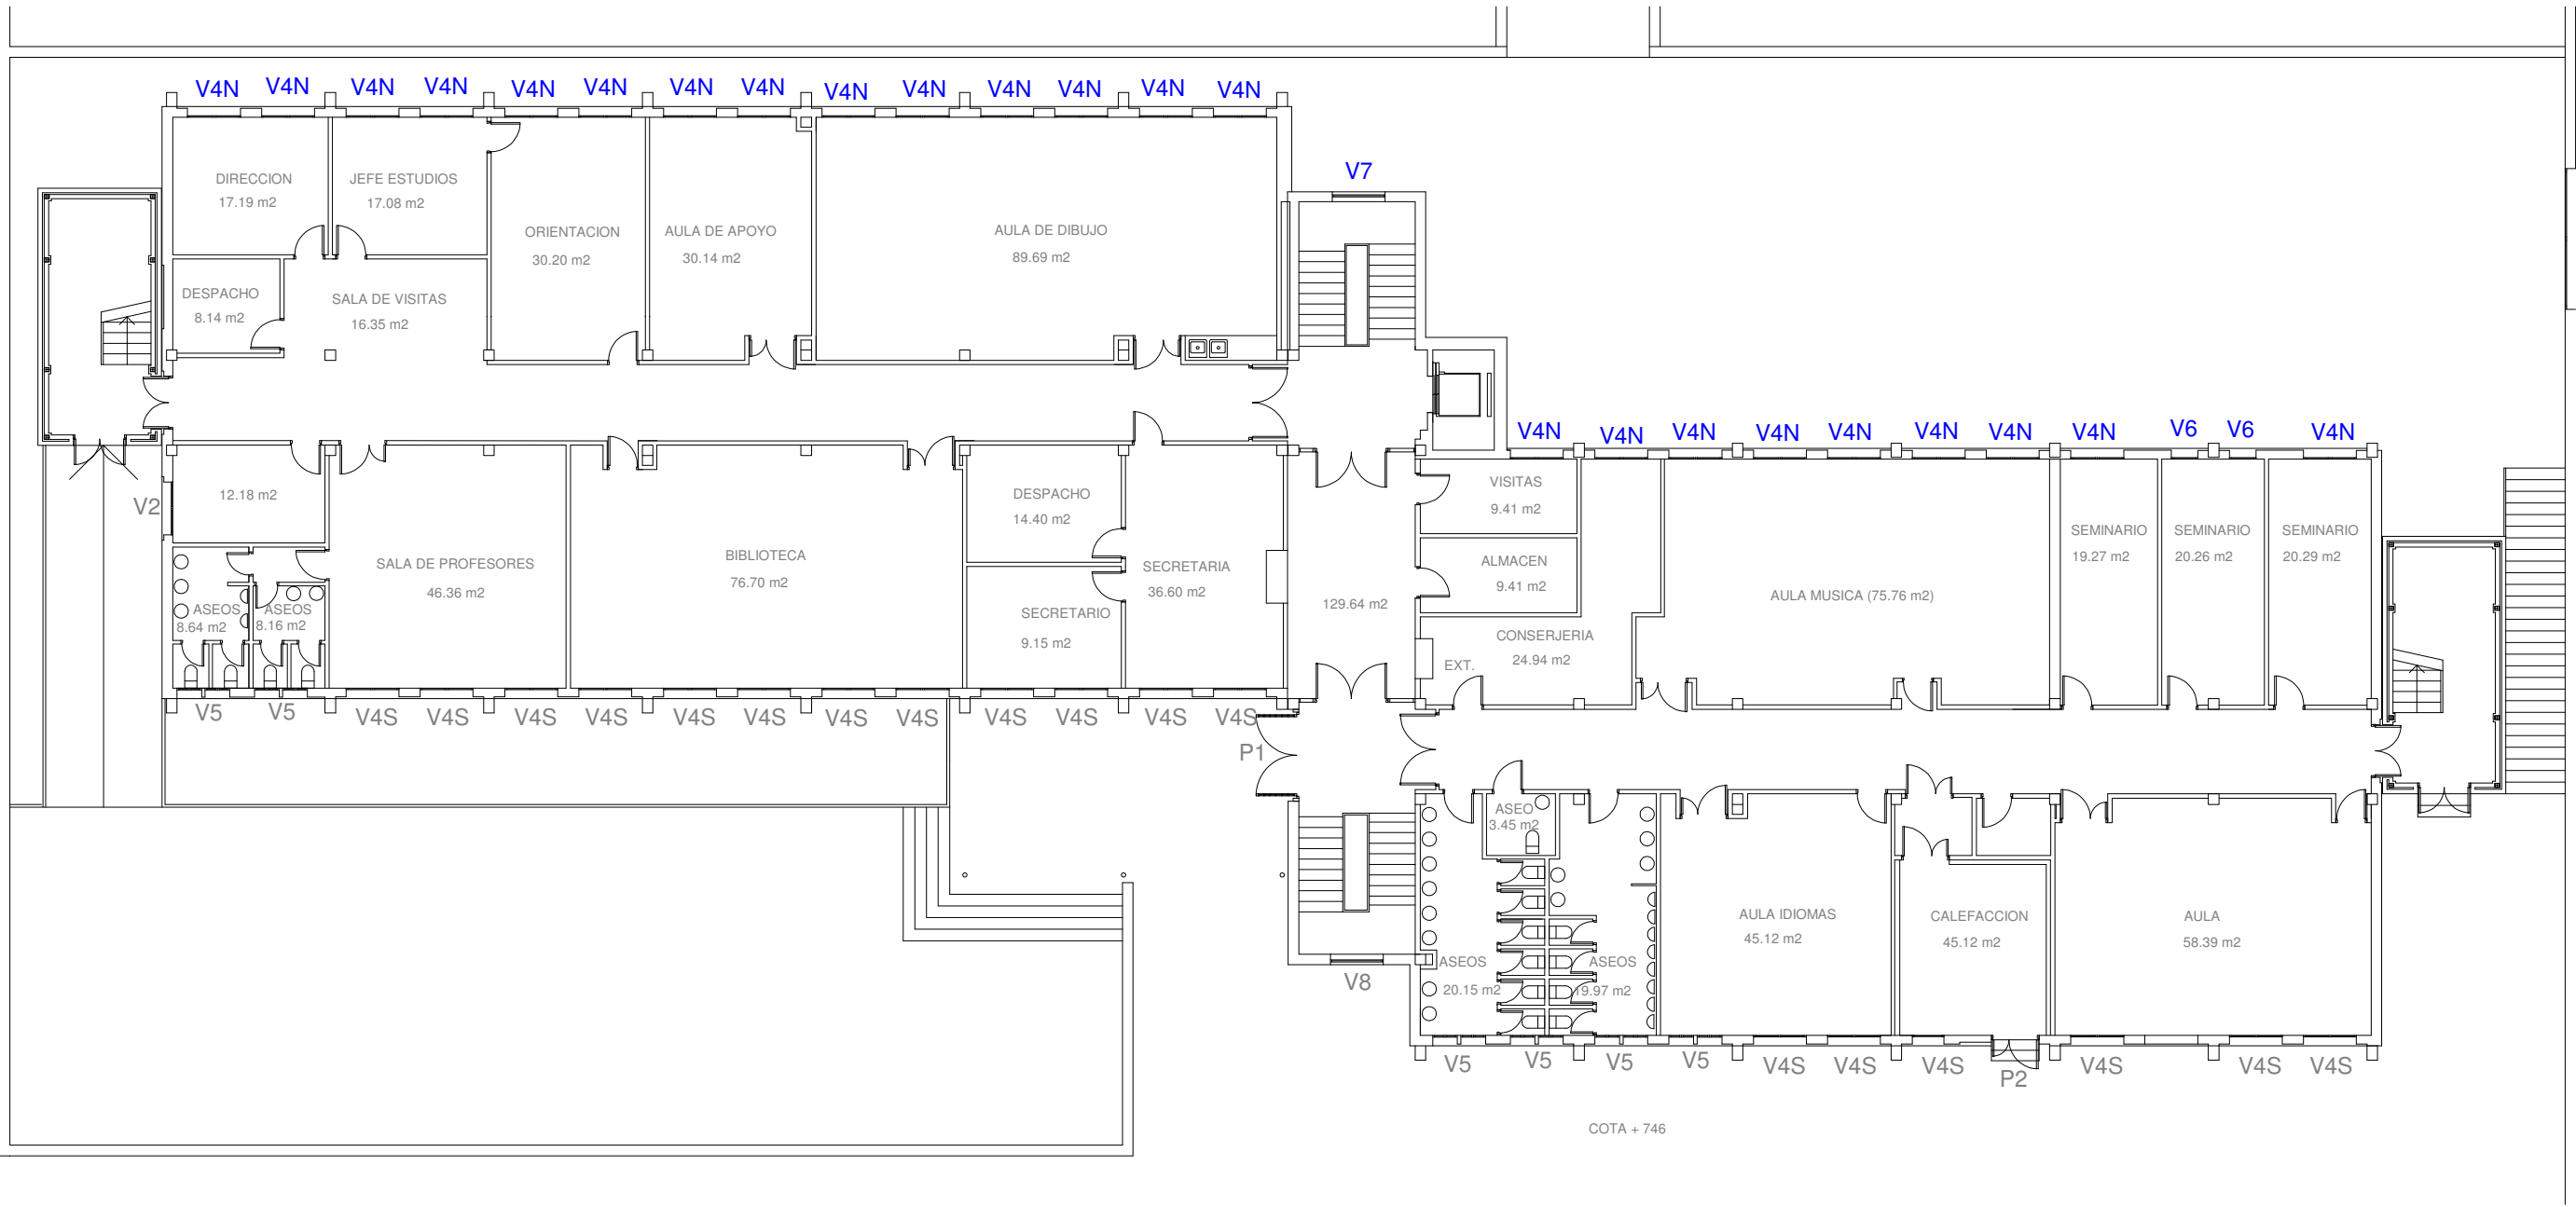 V4N V4N V4N V4N V4N V4N V4N V4N V4N V4N V4N V4N V4N V4N
V7
DIRECCION
17.19 m2
JEFE ESTUDIOS
17.08 m2
ORIENTACION
30.20 m2
AULA DE APOYO
30.14 m2
AULA DE DIBUJO
89.69 m2
DESPACHO
8.14 m2
SALA DE VISITAS
16.35 m2
V4N V4N V4N V4N V4N V4N V4N V4N V6 V6 V4N
V2
12.18 m2
SALA DE PROFESORES
46.36 m2
BIBLIOTECA
76.70 m2
DESPACHO
14.40 m2
SECRETARIA
36.60 m2
SECRETARIO
9.15 m2
129.64 m2
VISITAS
9.41 m2
ALMACEN
9.41 m2
CONSERJERIA
24.94 m2
EXT.
AULA MUSICA (75.76 m2)
SEMINARIO
19.27 m2
SEMINARIO
20.26 m2
SEMINARIO
20.29 m2
ASEOS
8.64 m2
ASEOS
8.16 m2
V5 V5 V4S V4S V4S V4S V4S V4S V4S V4S V4S V4S V4S V4S
P1
ASEO
3.45 m2
ASEOS
20.15 m2
ASEOS
19.97 m2
AULA IDIOMAS
45.12 m2
CALEFACCION
45.12 m2
AULA
58.39 m2
V8
V5 V5 V5 V5 V4S V4S V4S P2 V4S V4S V4S
COTA + 746